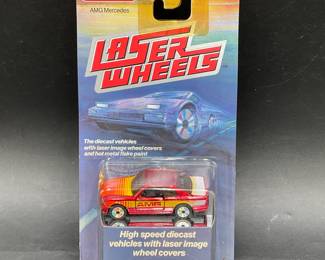 AMG Mercedes
LASER
WHEELS
The diecast vehicles
with laser image wheel covers
and hot metal flake paint
AMG
High speed diecast
vehicles with laser image
wheel covers